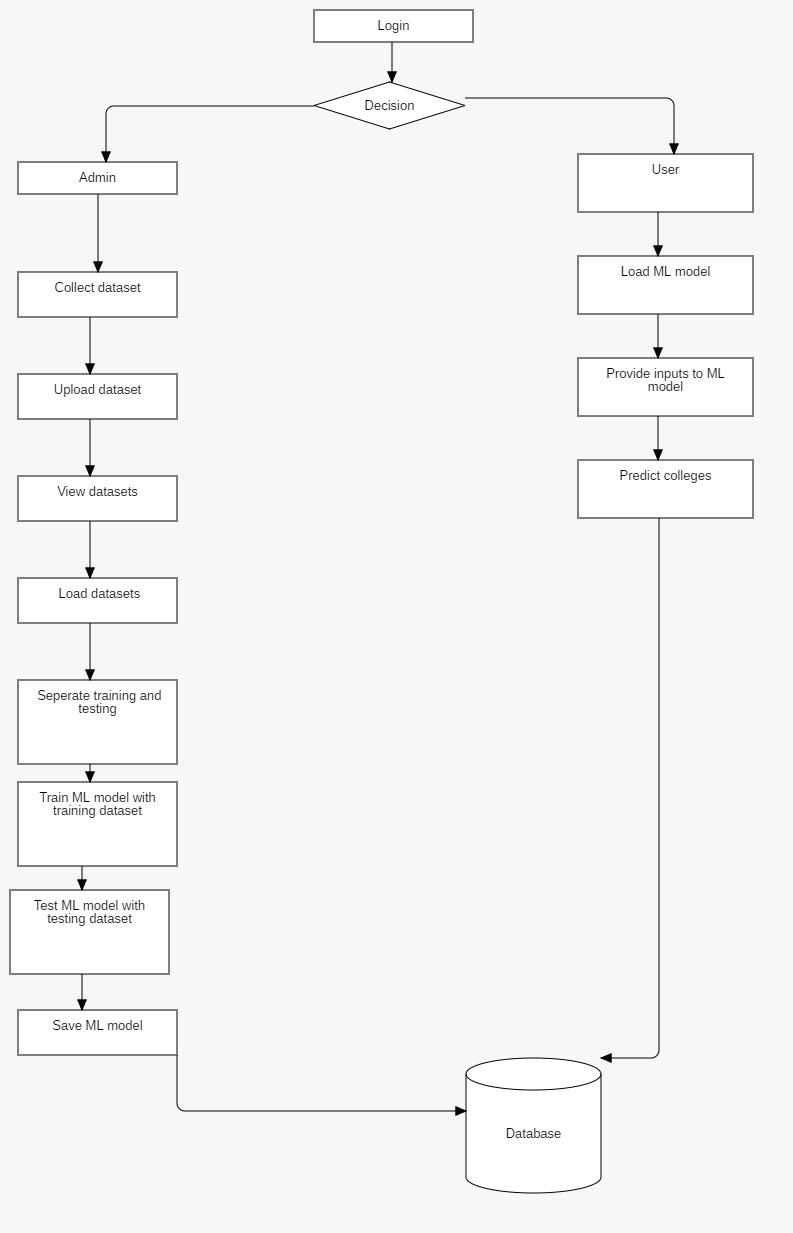 Login
Decision
Admin
User
Collect dataset
Load ML model
Upload dataset
Provide inputs to ML
model
View datasets
Predict colleges
Load datasets
Seperate training and
testing
Train ML model with
training dataset
Test ML model with
testing dataset
Save ML model
Database